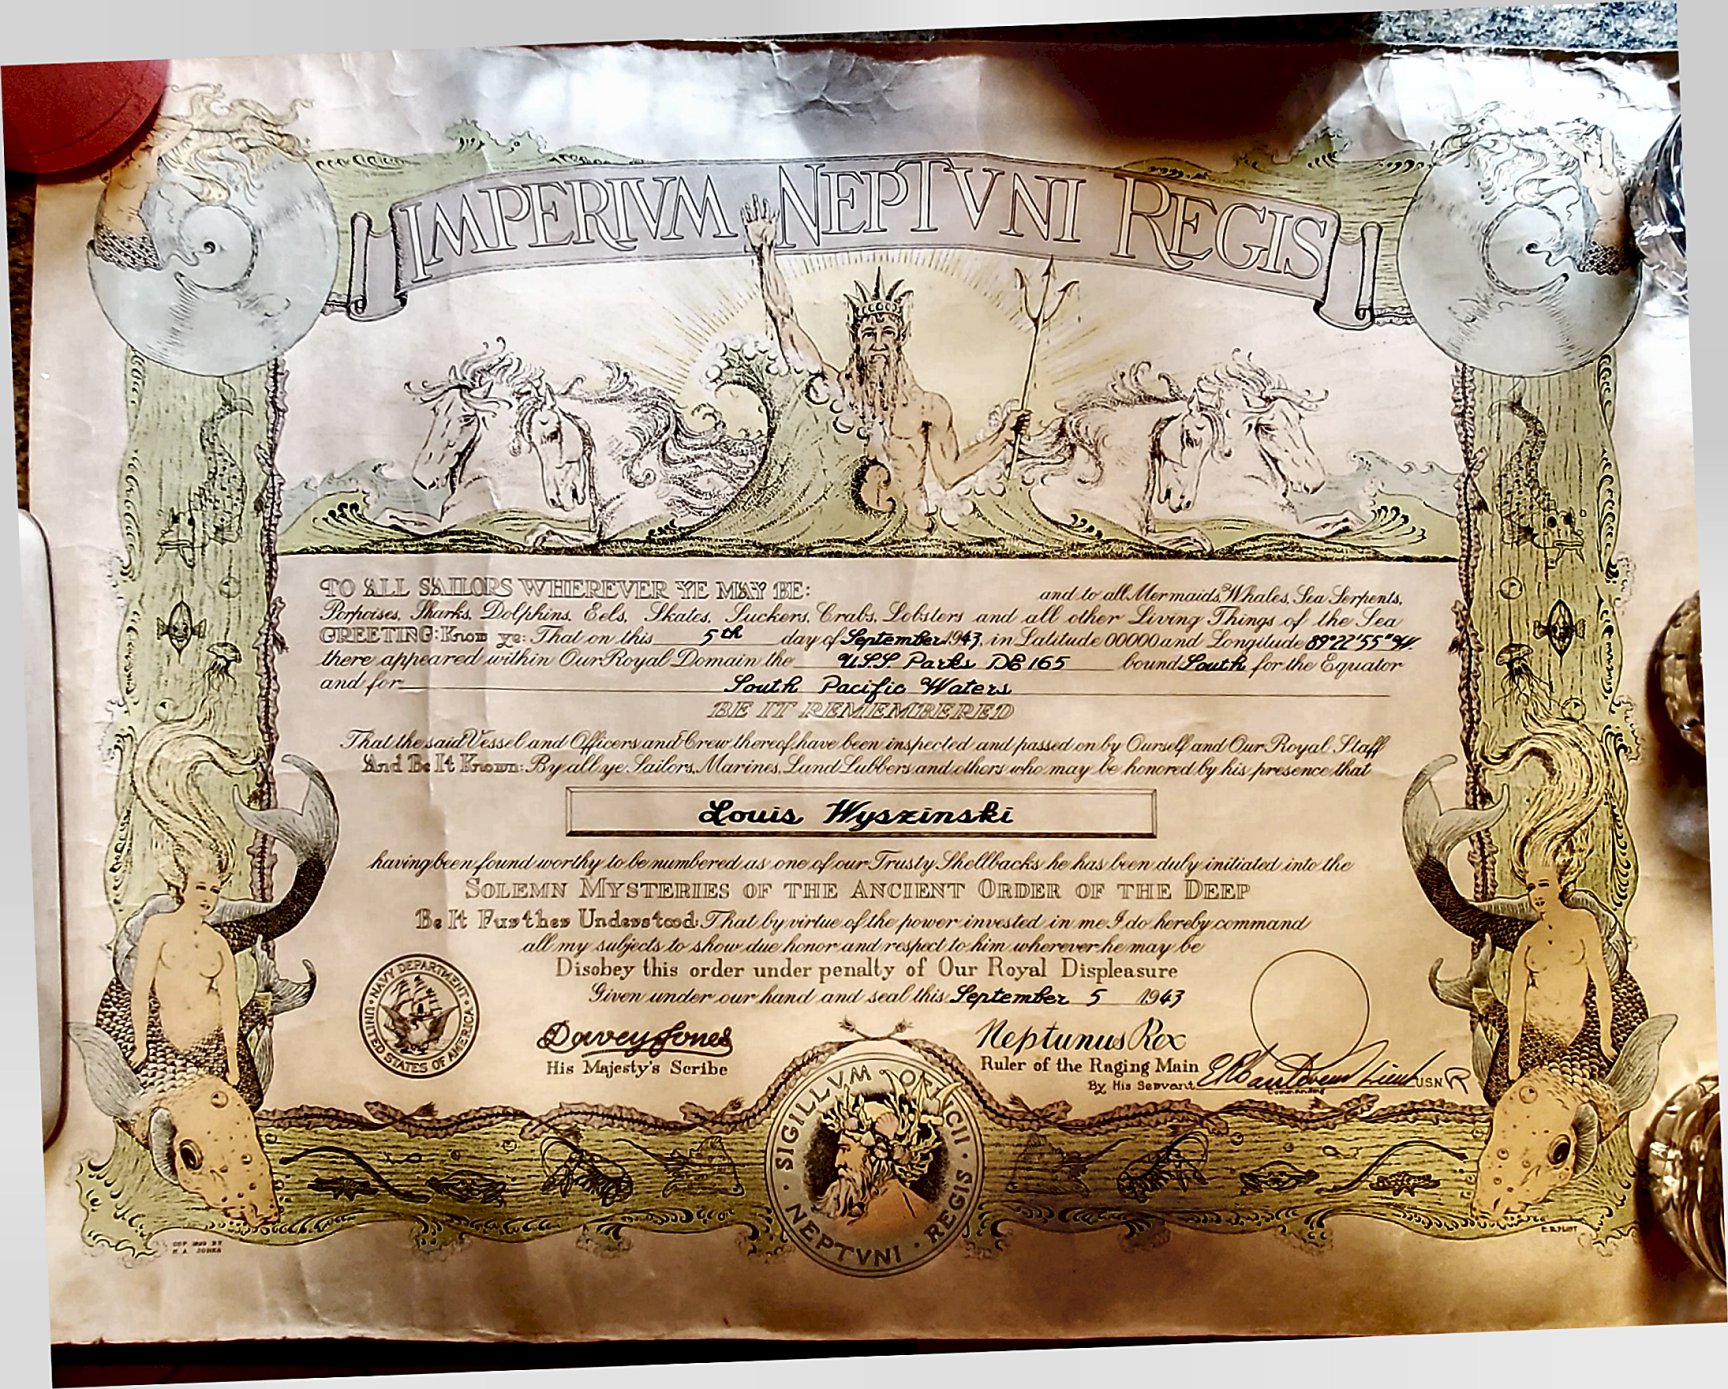 IMPERIVM NEPTVNI REGIS
TO ALL SAILORS WHEREVER YE MAY BE: and to all Mermaids, Whales, Sea Serpents,
Porpoises, Sharks, Dolphins, Eels, Skates, Suckers, Crabs, Lobsters and all other Living Things of the Sea
GREETING: Know ye: That on this 5th day of September 1943, in Latitude 00000 and Longitude 89°22'55"W
there appeared within Our Royal Domain the U.S.S. Parks DE 165 bound South for the Equator
and for South Pacific Waters
BE IT REMEMBERED
That the said Vessel and Officers and Crew thereof, have been inspected and passed on by Ourself and Our Royal Staff
And Be It Known: By all ye Sailors, Marines, Land Lubbers and others who may be honored by his presence that
Louis Wyszinski
having been found worthy to be numbered as one of our Trusty Shellbacks he has been duly initiated into the
SOLEMN MYSTERIES OF THE ANCIENT ORDER OF THE DEEP
Be It Further Understood: That by virtue of the power invested in me I do hereby command
all my subjects to show due honor and respect to him wherever he may be
Disobey this order under penalty of Our Royal Displeasure
Given under our hand and seal this September 5 1943
NAVY DEPARTMENT
UNITED STATES OF AMERICA
Davey Jones
His Majesty's Scribe
Neptunus Rex
Ruler of the Raging Main
By His Servant USNR
Commanding
SIGILLVM OFFICII
NEPTVNI · REGIS
COP. BY
JONES